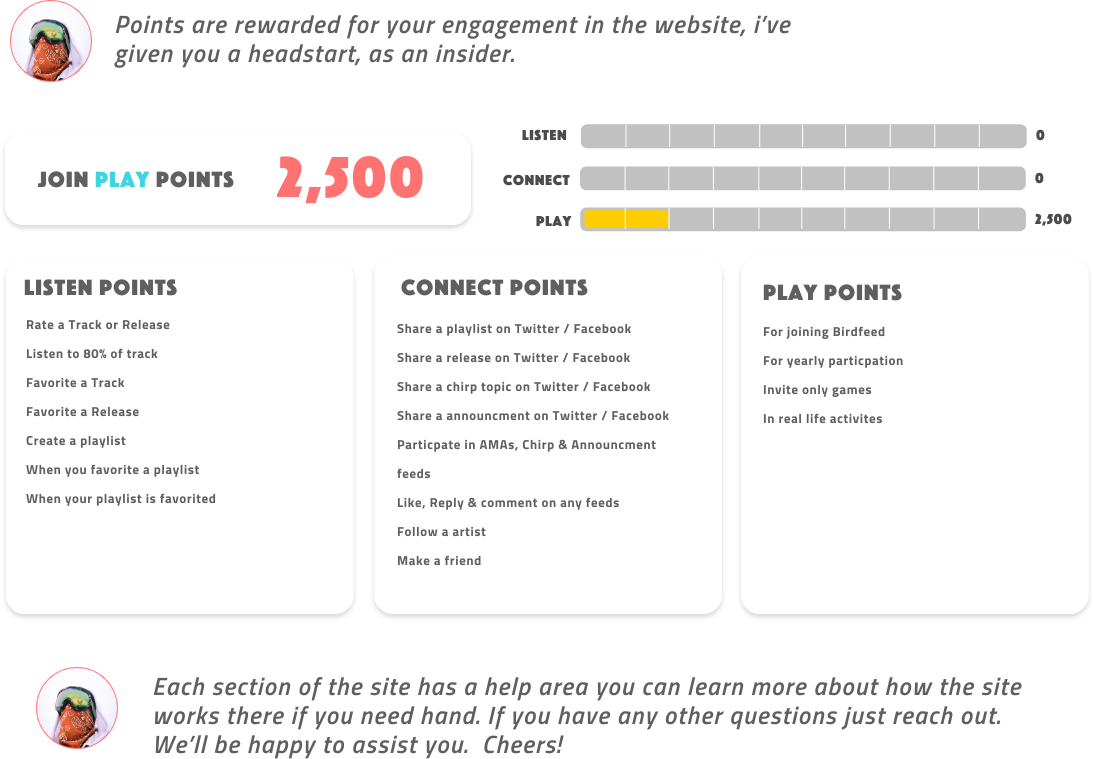 Points are rewarded for your engagement in the website, i've
given you a headstart, as an insider.
JOIN PLAY POINTS 2,500
LISTEN 0
CONNECT 0
PLAY 2,500
LISTEN POINTS
Rate a Track or Release
Listen to 80% of track
Favorite a Track
Favorite a Release
Create a playlist
When you favorite a playlist
When your playlist is favorited
CONNECT POINTS
Share a playlist on Twitter / Facebook
Share a release on Twitter / Facebook
Share a chirp topic on Twitter / Facebook
Share a announcment on Twitter / Facebook
Particpate in AMAs, Chirp & Announcment
feeds
Like, Reply & comment on any feeds
Follow a artist
Make a friend
PLAY POINTS
For joining Birdfeed
For yearly particpation
Invite only games
In real life activites
Each section of the site has a help area you can learn more about how the site
works there if you need hand. If you have any other questions just reach out.
We'll be happy to assist you.  Cheers!